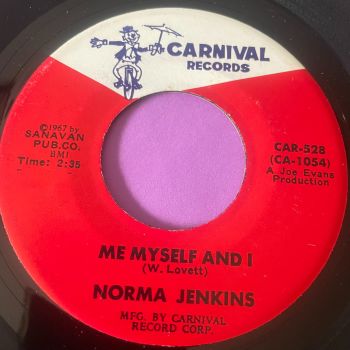 CARNIVAL
RECORDS
©1967 by
SANAVAN
PUB.CO.
BMI
Time: 2:35
CAR-528
(CA-1054)
A Joe Evans
Production
ME MYSELF AND I
(W. Lovett)
NORMA JENKINS
MFG. BY CARNIVAL
RECORD CORP.